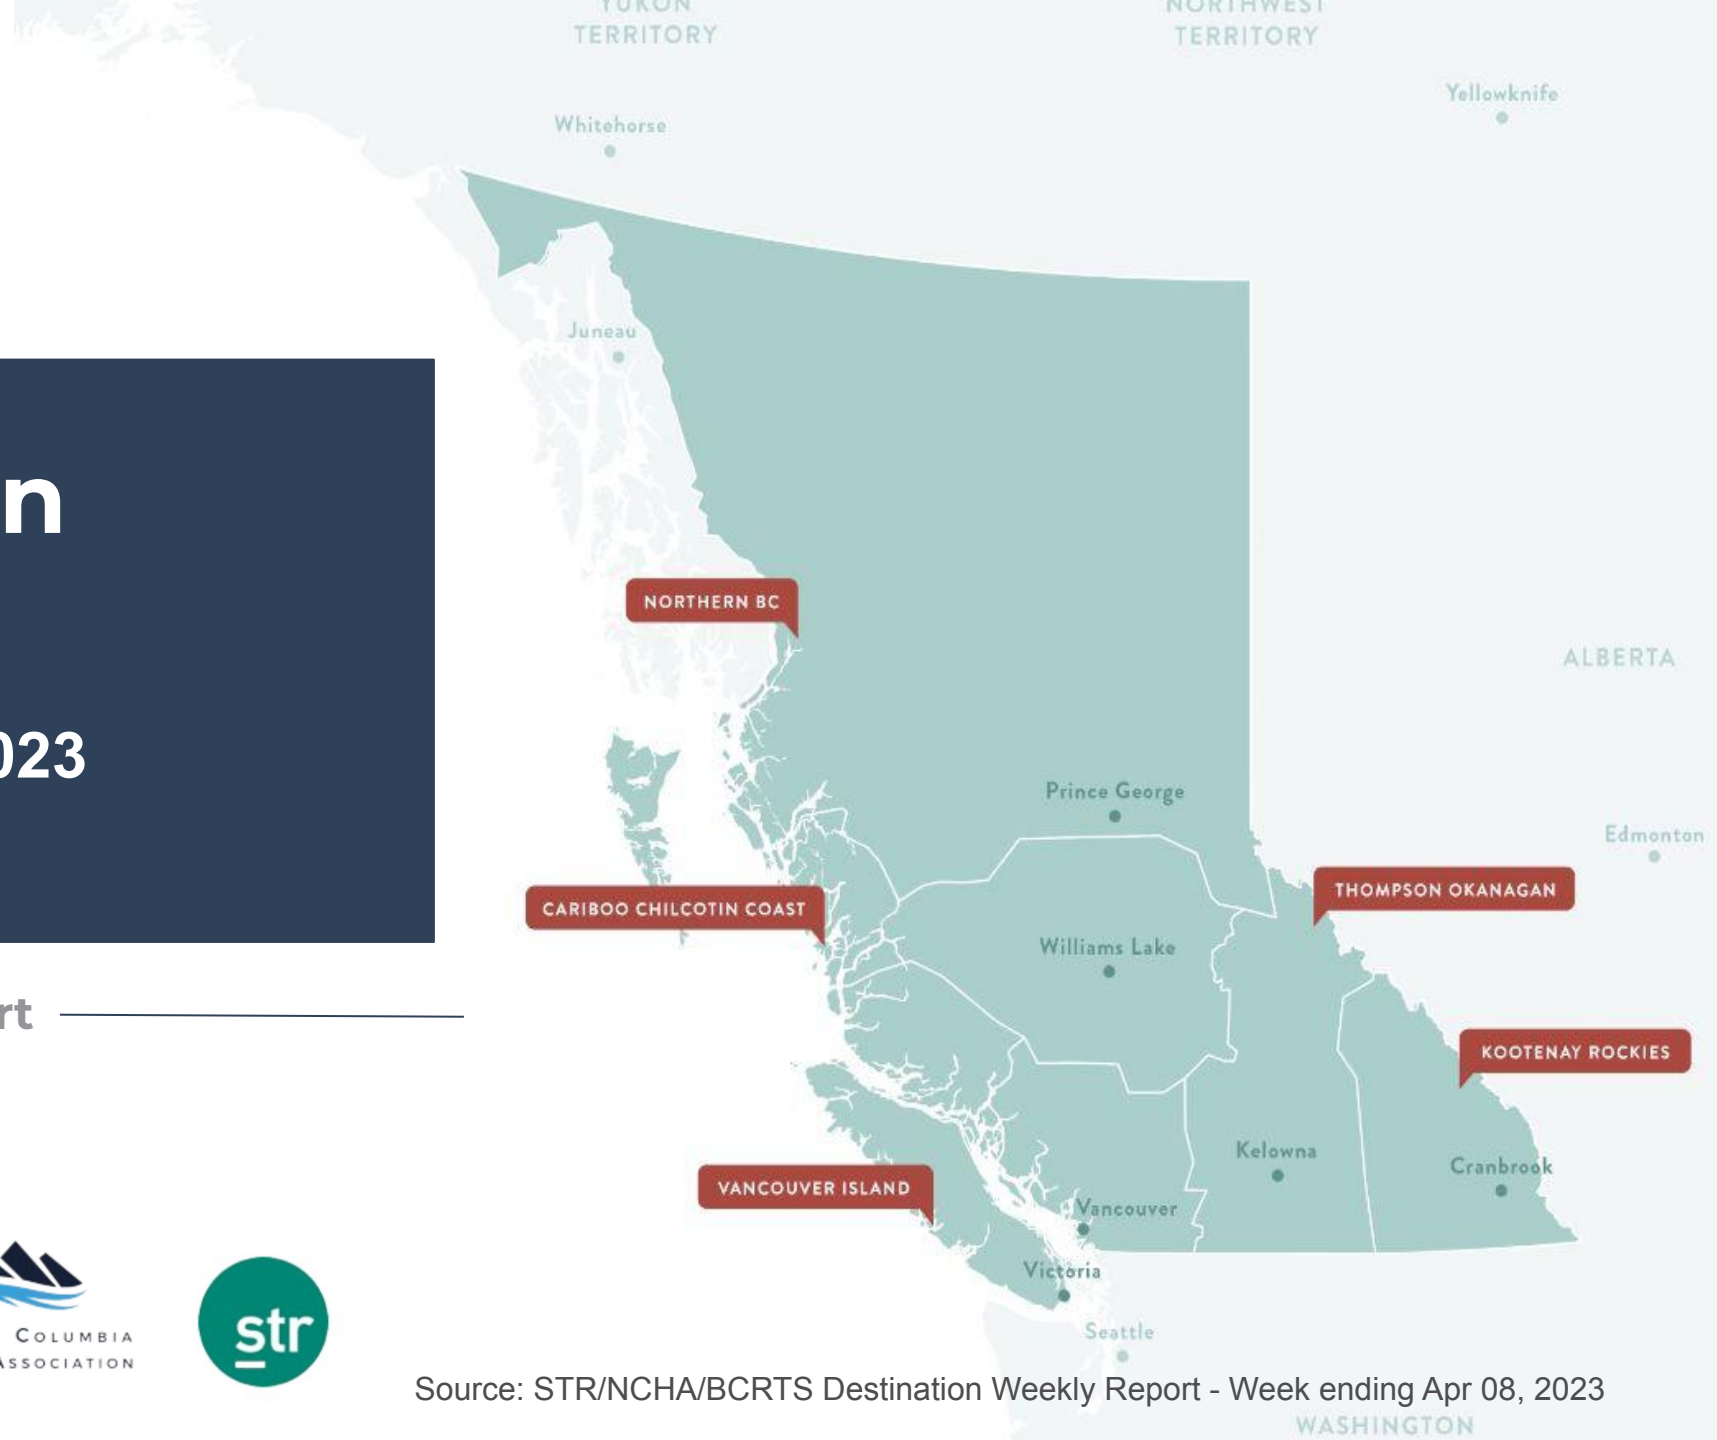 YUKON
TERRITORY
NORTHWEST
TERRITORY
Yellowknife
Whitehorse
Juneau
n
NORTHERN BC
ALBERTA
023
Prince George
Edmonton
THOMPSON OKANAGAN
CARIBOO CHILCOTIN COAST
Williams Lake
rt
KOOTENAY ROCKIES
Kelowna
Cranbrook
VANCOUVER ISLAND
Vancouver
Victoria
COLUMBIA
ASSOCIATION
str
Seattle
Source: STR/NCHA/BCRTS Destination Weekly Report - Week ending Apr 08, 2023
WASHINGTON